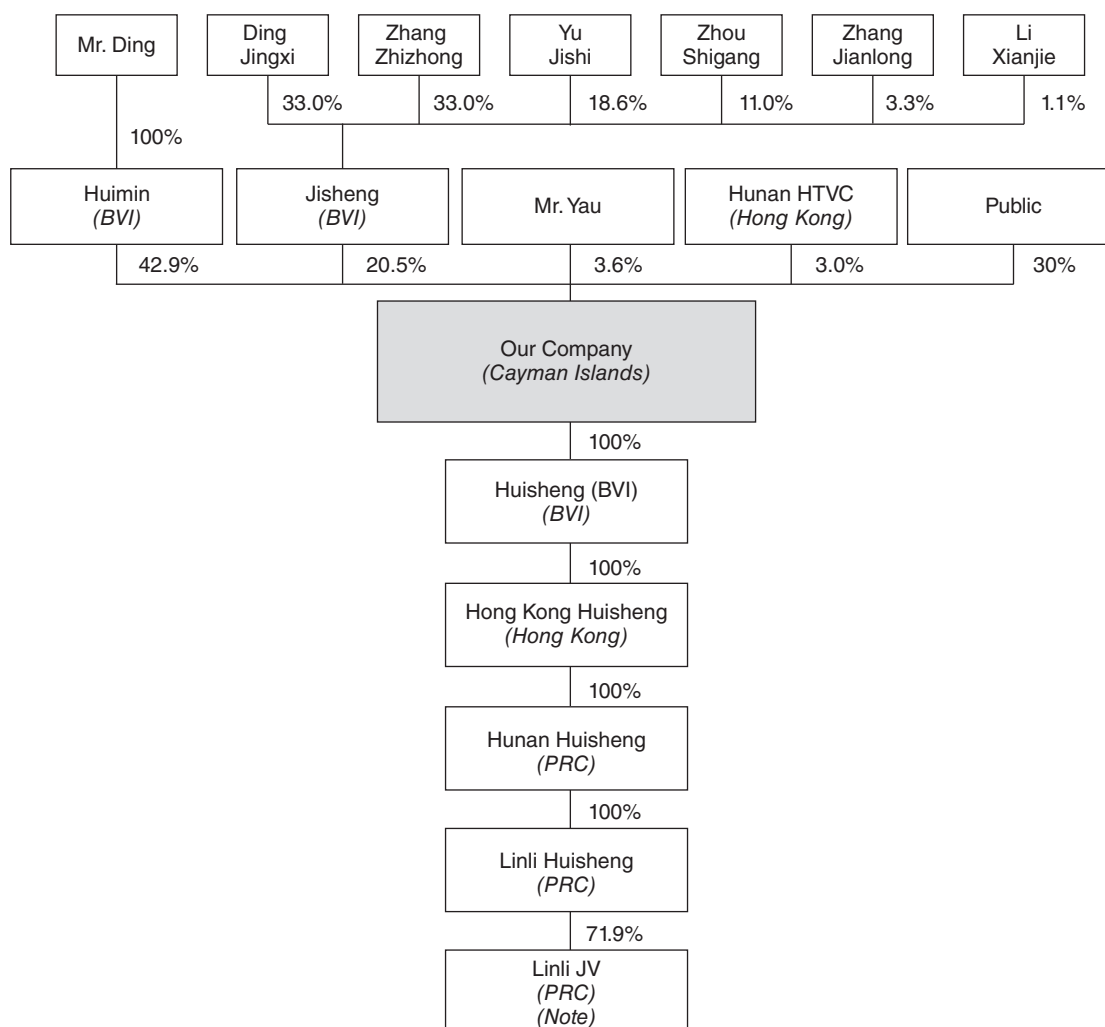 Mr. Ding
Ding
Jingxi
Zhang
Zhizhong
Yu
Jishi
Zhou
Shigang
Zhang
Jianlong
Li
Xianjie
33.0%
33.0%
18.6%
11.0%
3.3%
1.1%
100%
Huimin
(BVI)
Jisheng
(BVI)
Mr. Yau
Hunan HTVC
(Hong Kong)
Public
42.9%
20.5%
3.6%
3.0%
30%
Our Company
(Cayman Islands)
100%
Huisheng (BVI)
(BVI)
100%
Hong Kong Huisheng
(Hong Kong)
100%
Hunan Huisheng
(PRC)
100%
Linli Huisheng
(PRC)
71.9%
Linli JV
(PRC)
(Note)